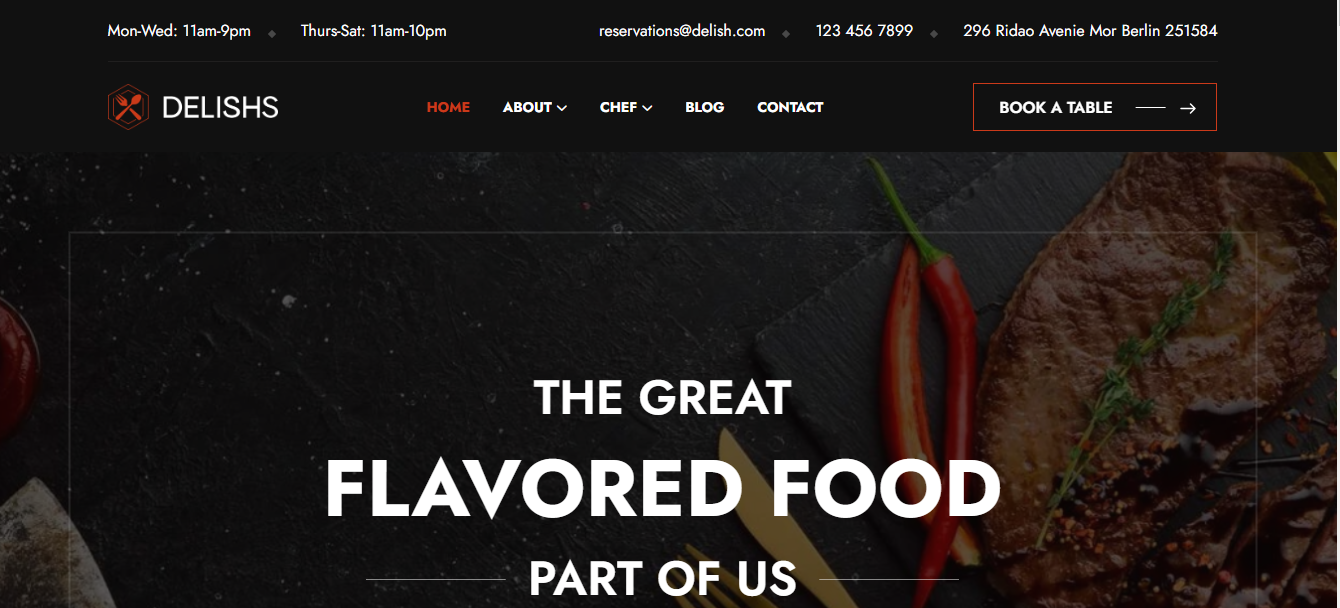 Mon-Wed: 11am-9pm Thurs-Sat: 11am-10pm reservations@delish.com 123 456 7899 296 Ridao Avenie Mor Berlin 251584
DELISHS HOME ABOUT CHEF BLOG CONTACT BOOK A TABLE
THE GREAT
FLAVORED FOOD
PART OF US